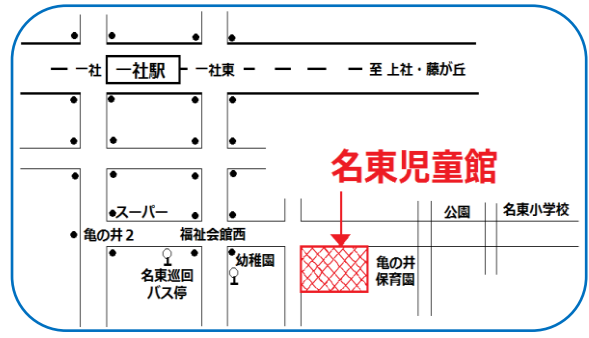 一社
一社駅
一社東
至 上社・藤が丘
名東児童館
スーパー
公園
名東小学校
亀の井２
福祉会館西
幼稚園
亀の井
保育園
名東巡回
バス停